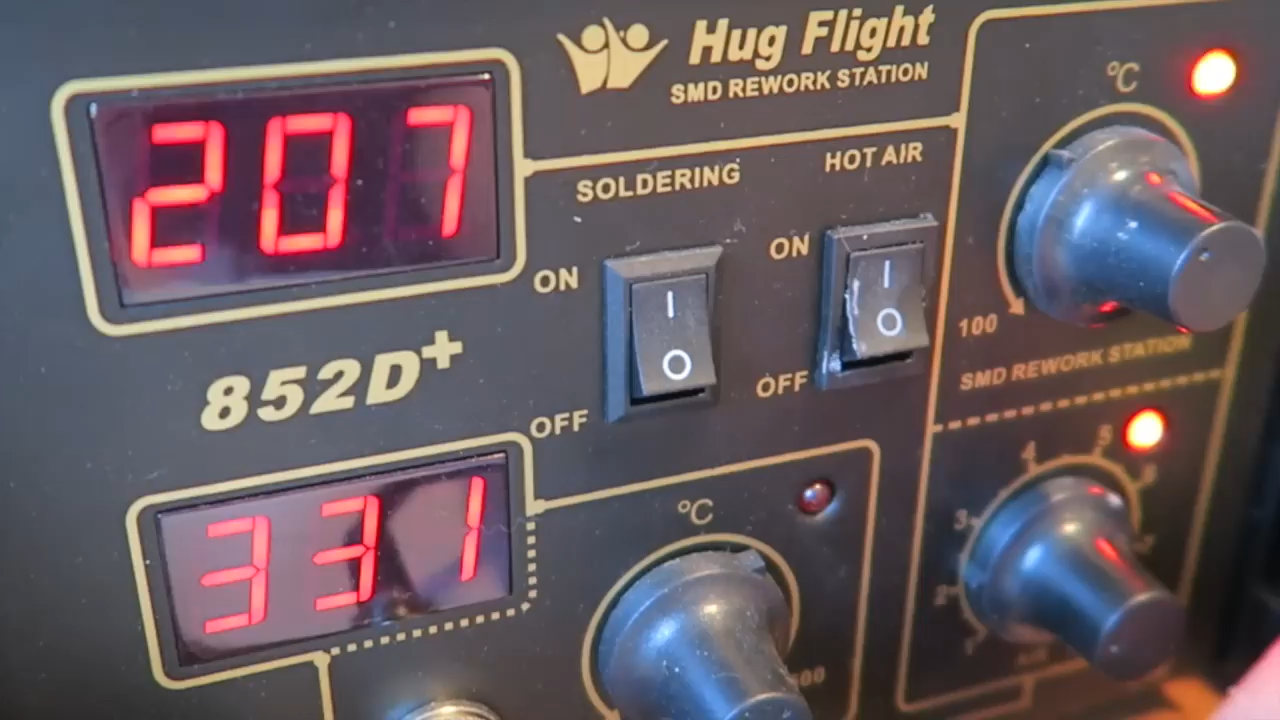 Hug Flight
SMD REWORK STATION
207
SOLDERING
HOT AIR
ON
ON
OFF
OFF
852D+
331
°C
100
SMD REWORK STATION
5
4
3
2
1
°C